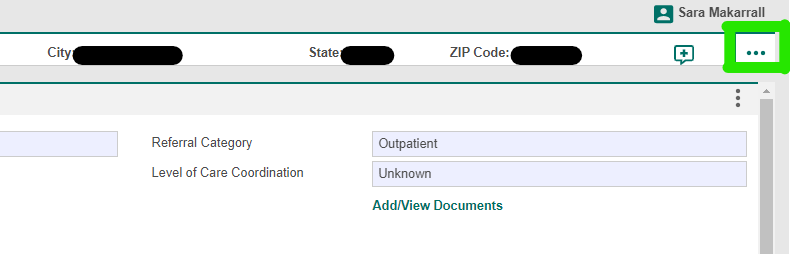 Sara Makarrall
City: State: ZIP Code:
Referral Category Outpatient
Level of Care Coordination Unknown
Add/View Documents